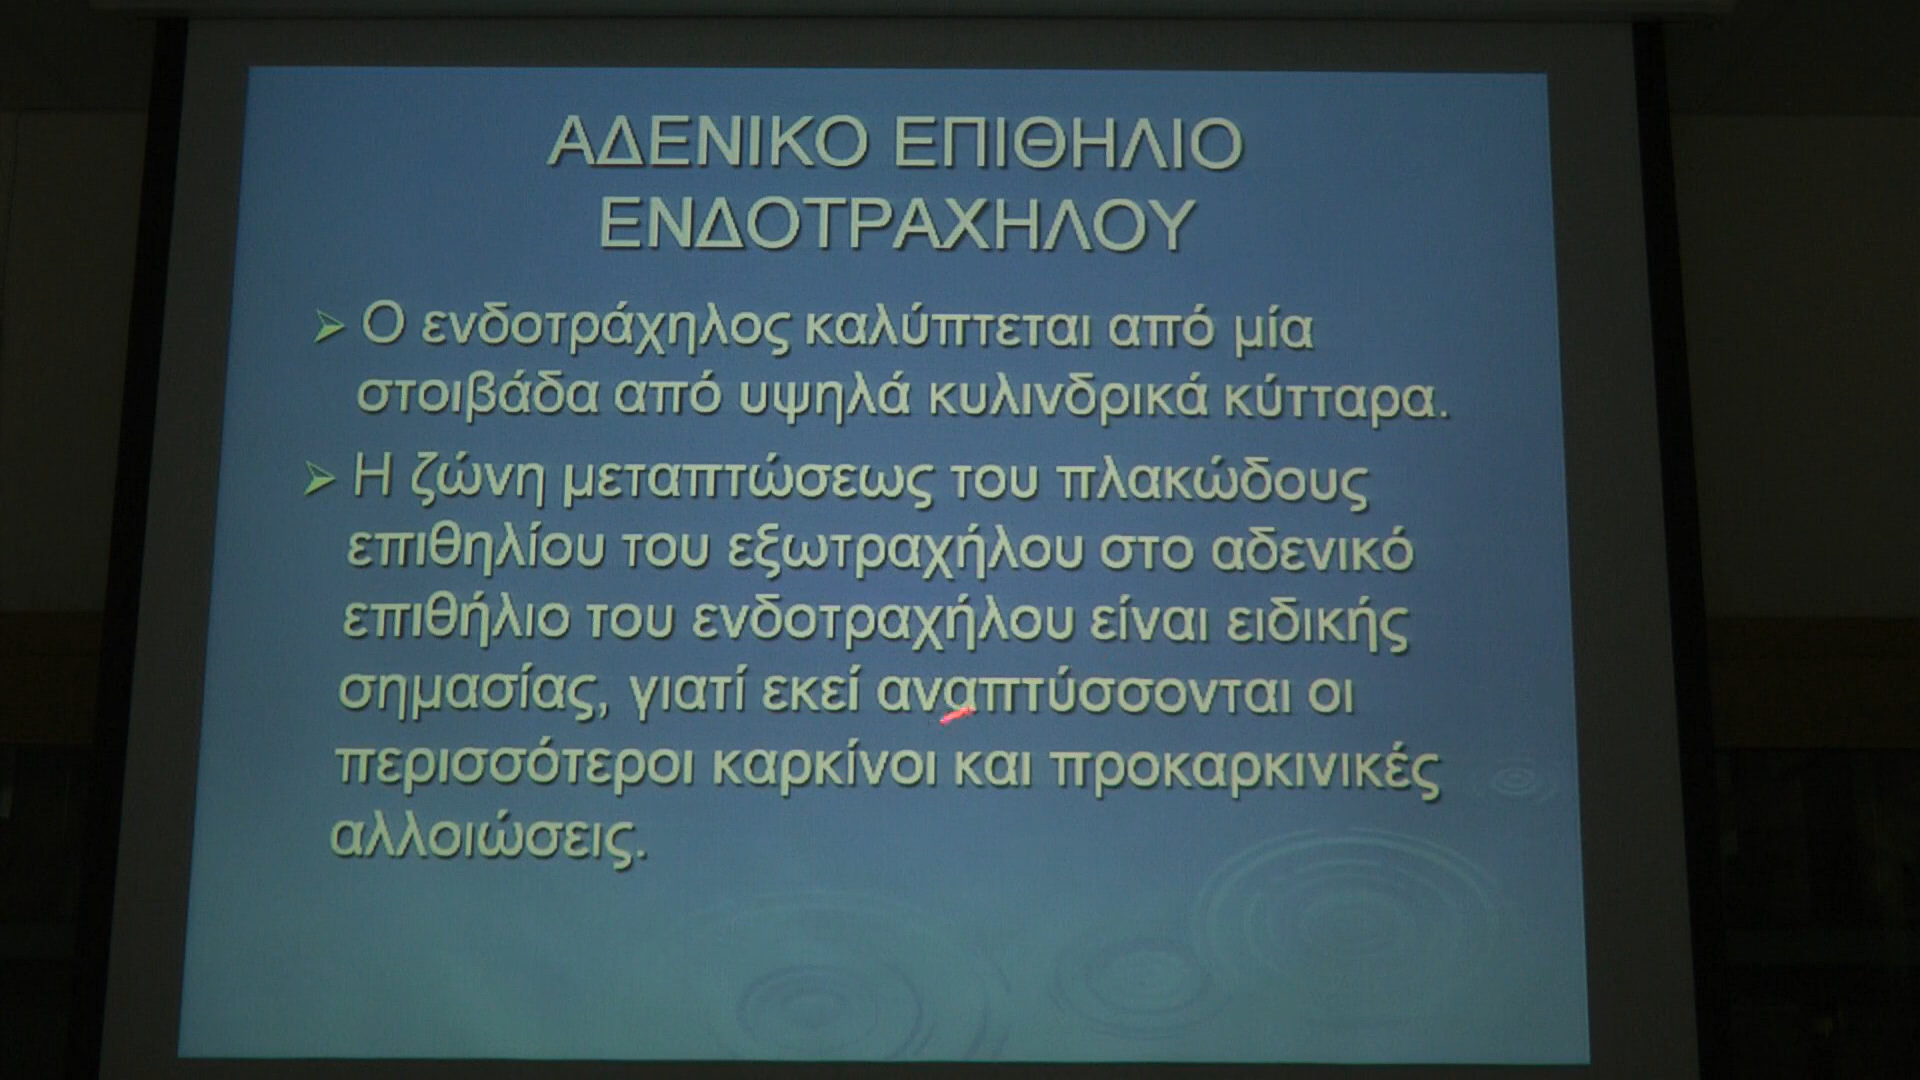 ΑΔΕΝΙΚΟ ΕΠΙΘΗΛΙΟ
ΕΝΔΟΤΡΑΧΗΛΟΥ
Ο ενδοτράχηλος καλύπτεται από μία
στοιβάδα από υψηλά κυλινδρικά κύτταρα.
Η ζώνη μεταπτώσεως του πλακώδους
επιθηλίου του εξωτραχήλου στο αδενικό
επιθήλιο του ενδοτραχήλου είναι ειδικής
σημασίας, γιατί εκεί αναπτύσσονται οι
περισσότεροι καρκίνοι και προκαρκινικές
αλλοιώσεις.